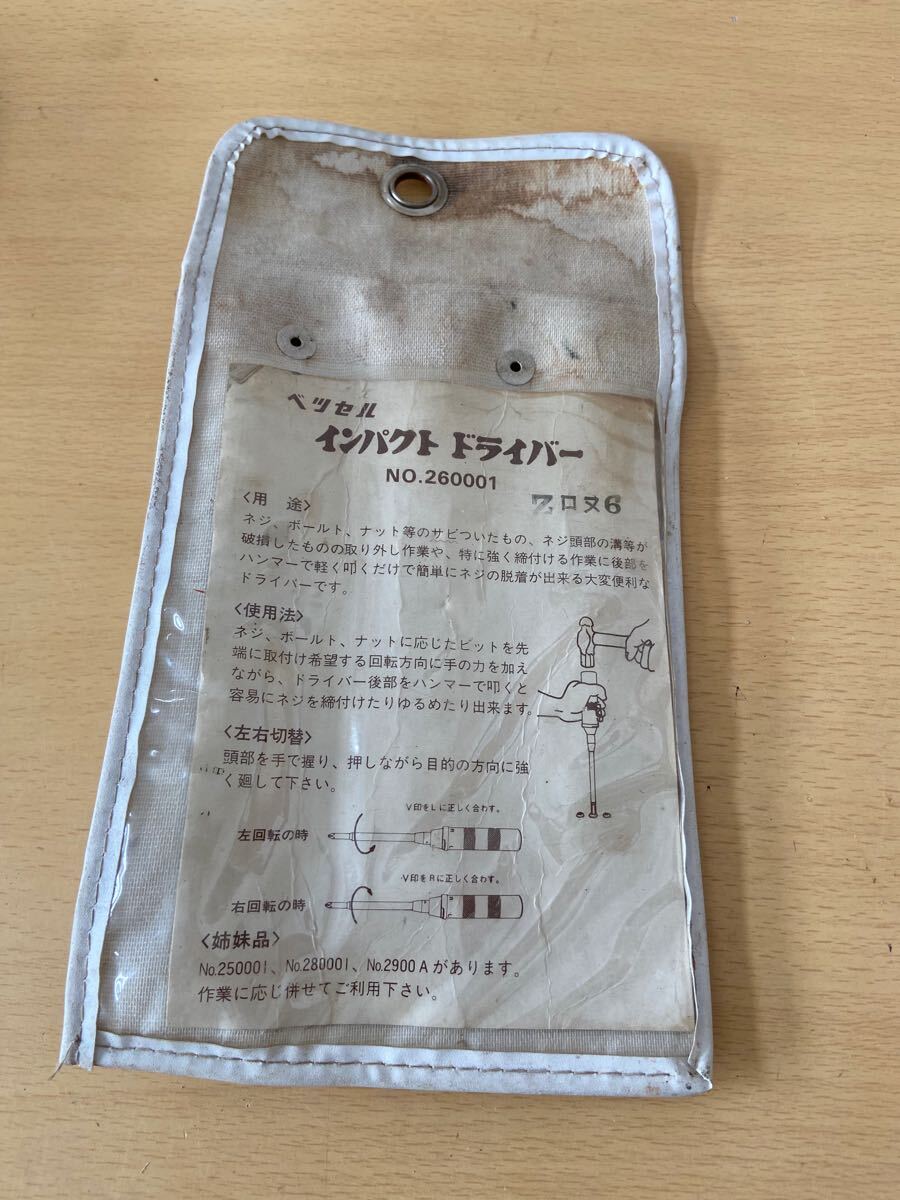 ベツセル
インパクト ドライバー
NO.260001
乙ロヌ6
〈用 途〉
ネジ、ボールト、ナット等のサビついたもの、ネジ頭部の溝等が
破損したものの取り外し作業や、特に強く締付ける作業に後部を
ハンマーで軽く叩くだけで簡単にネジの脱着が出来る大変便利な
ドライバーです。
〈使用法〉
ネジ、ボールト、ナットに応じたビットを先
端に取付け希望する回転方向に手の力を加え
ながら、ドライバー後部をハンマーで叩くと
容易にネジを締付けたりゆるめたり出来ます。
〈左右切替〉
頭部を手で握り、押しながら目的の方向に強
く廻して下さい。
V印をLに正しく合わす。
左回転の時
V印をRに正しく合わす。
右回転の時
〈姉妹品〉
No.250001、No.280001、No.2900Aがあります。
作業に応じ併せてご利用下さい。